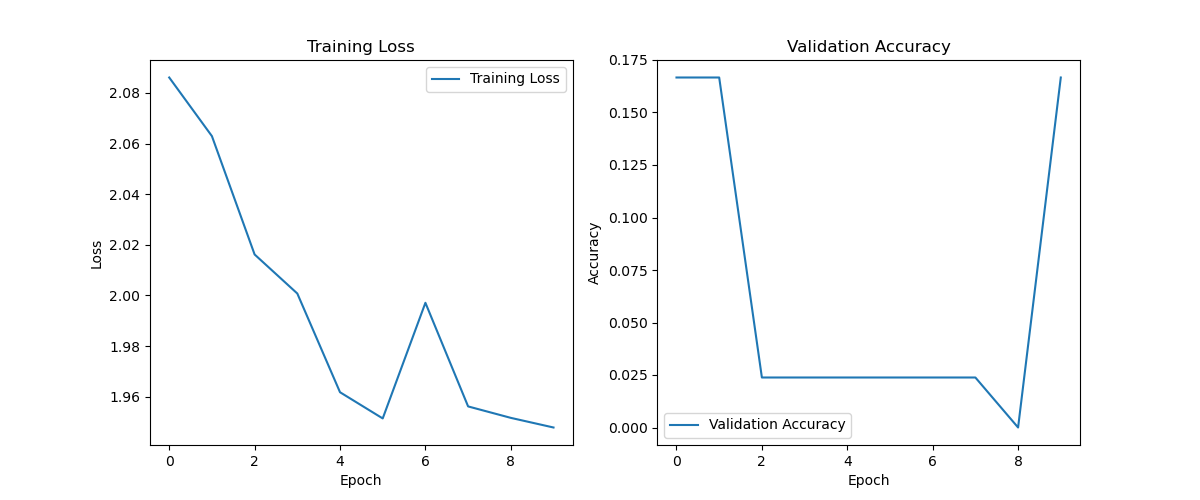 Training Loss
Training Loss
2.08
2.06
2.04
2.02
2.00
1.98
1.96
Loss
0 2 4 6 8
Epoch
Validation Accuracy
0.175
0.150
0.125
0.100
0.075
0.050
0.025
0.000
Accuracy
Validation Accuracy
0 2 4 6 8
Epoch